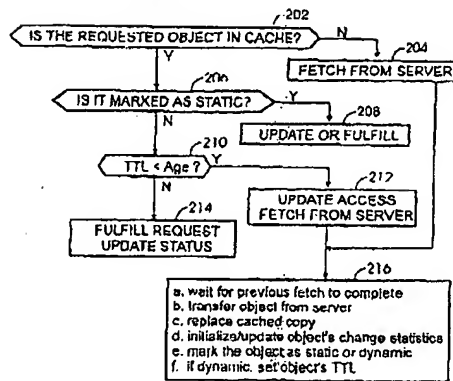 202
IS THE REQUESTED OBJECT IN CACHE?
N
Y
204
FETCH FROM SERVER
206
IS IT MARKED AS STATIC?
Y
N
208
UPDATE OR FULFILL
210
TTL < Age ?
Y
N
212
UPDATE ACCESS
FETCH FROM SERVER
214
FULFILL REQUEST
UPDATE STATUS
216
a. wait for previous fetch to complete
b. transfer object from server
c. replace cached copy
d. initialize/update object's change statistics
e. mark the object as static or dynamic
f. if dynamic, set object's TTL